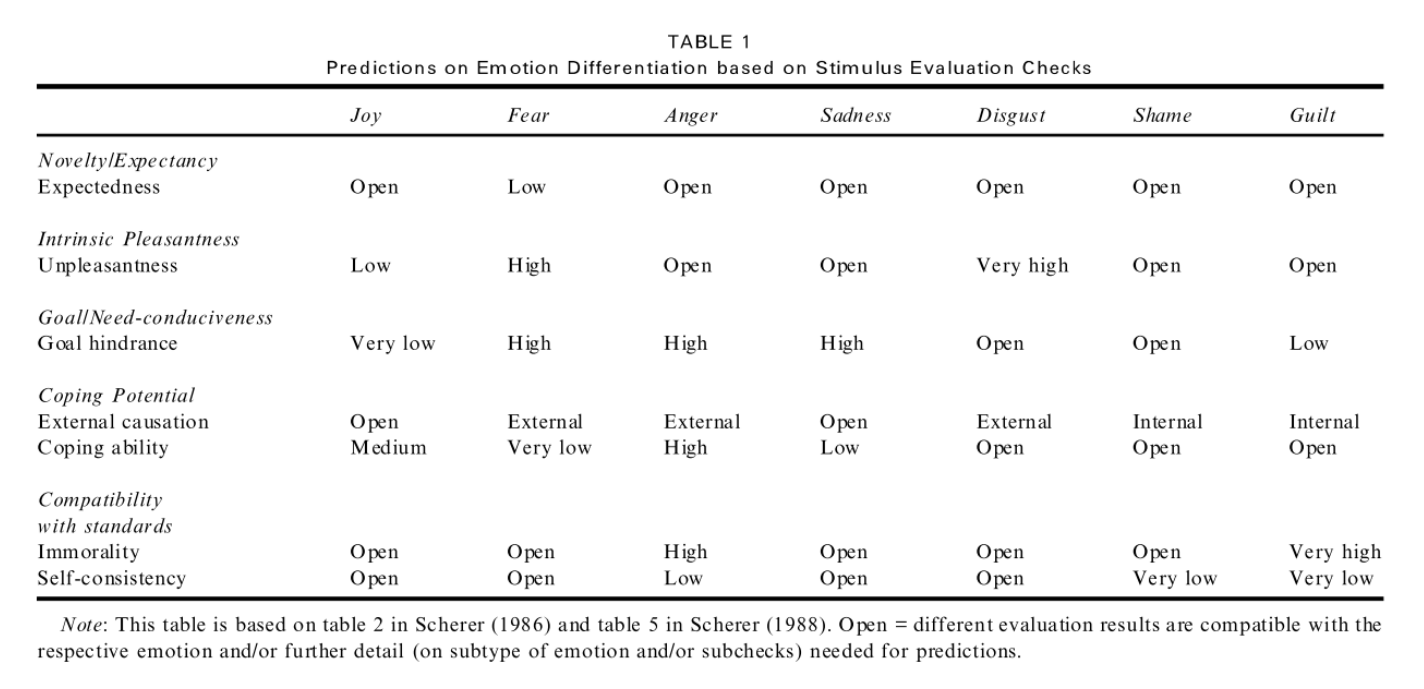 TABLE 1
Predictions on Emotion Differentiation based on Stimulus Evaluation Checks
Joy Fear Anger Sadness Disgust Shame Guilt
Novelty/Expectancy
Expectedness Open Low Open Open Open Open Open
Intrinsic Pleasantness
Unpleasantness Low High Open Open Very high Open Open
Goal/Need-conduciveness
Goal hindrance Very low High High High Open Open Low
Coping Potential
External causation Open External External Open External Internal Internal
Coping ability Medium Very low High Low Open Open Open
Compatibility
with standards
Immorality Open Open High Open Open Open Very high
Self-consistency Open Open Low Open Open Very low Very low
Note: This table is based on table 2 in Scherer (1986) and table 5 in Scherer (1988). Open = different evaluation results are compatible with the
respective emotion and/or further detail (on subtype of emotion and/or subchecks) needed for predictions.